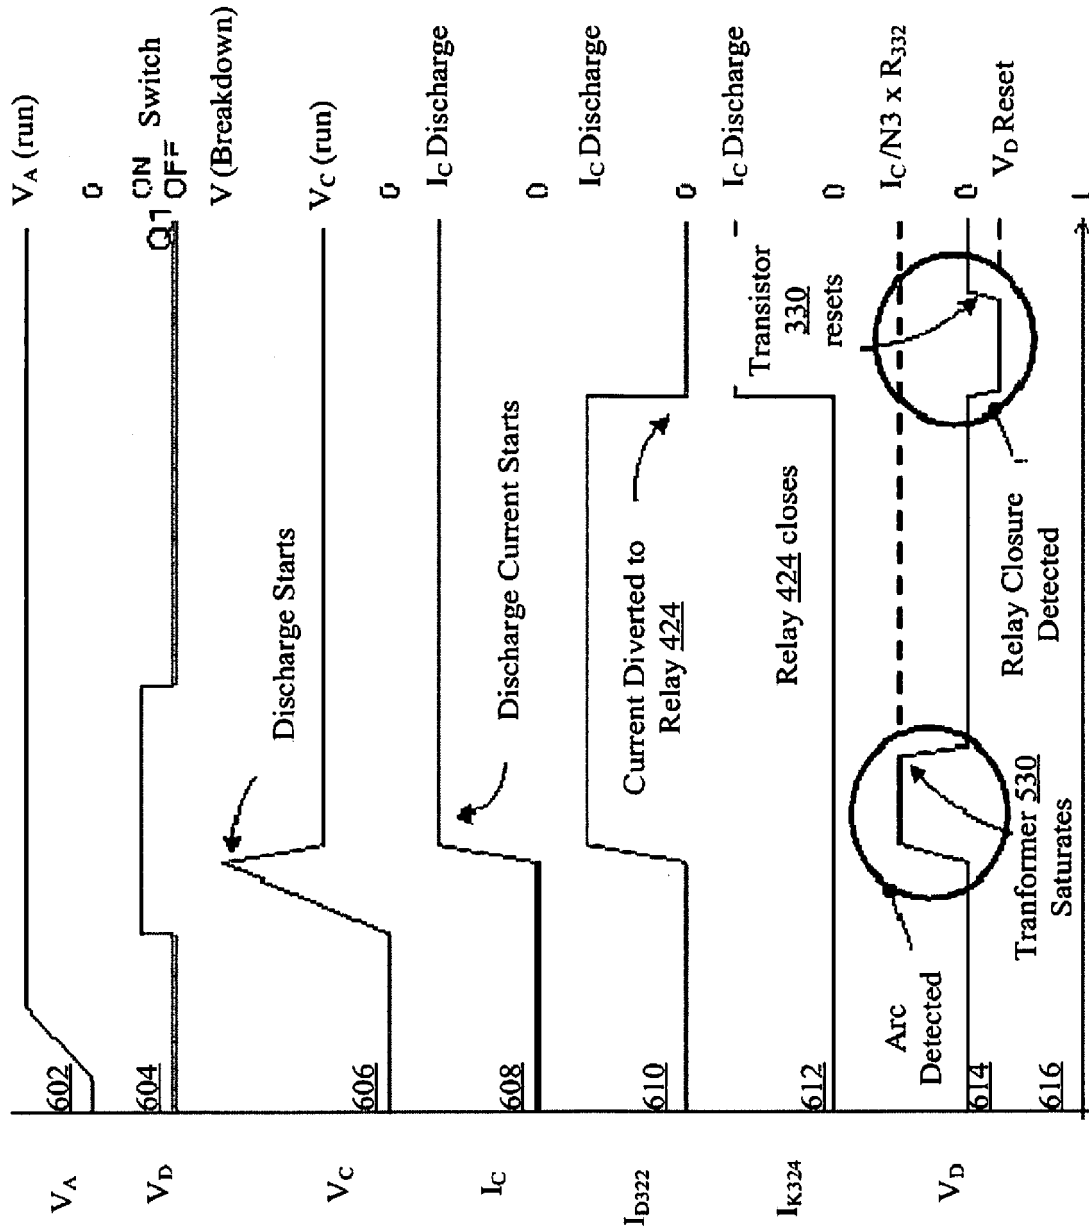 V_A
602
V_A (run)
0
V_D
604
Q1 ON Switch
OFF
V (Breakdown)
V_C
606
Discharge Starts
V_C (run)
0
I_C
608
Discharge Current Starts
I_C Discharge
0
I_D322
610
Current Diverted to
Relay 424
I_C Discharge
0
I_K324
612
Relay 424 closes
Transistor
330
resets
I_C Discharge
0
V_D
614
616
Arc
Detected
Tranformer 530
Saturates
Relay Closure
Detected
I_C/N3 x R_332
0
V_D Reset